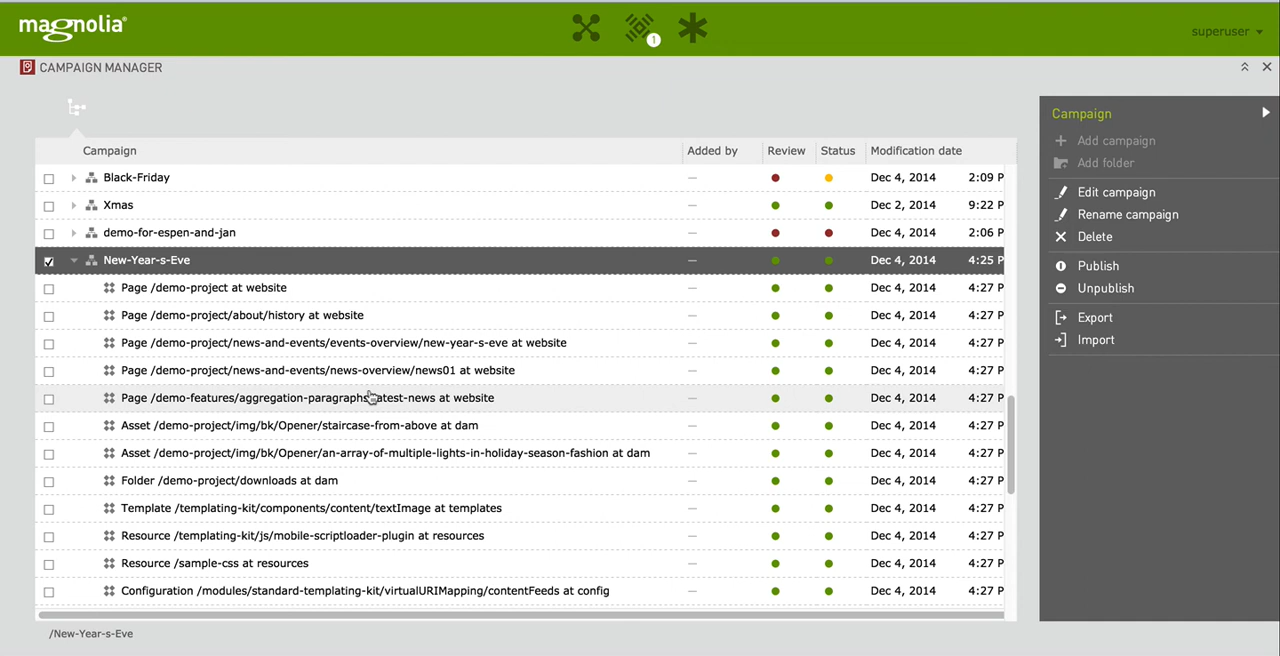 magnolia®
1
superuser
CAMPAIGN MANAGER
Campaign Added by Review Status Modification date
Black-Friday — Dec 4, 2014 2:09 P
Xmas — Dec 2, 2014 9:22 P
demo-for-espen-and-jan — Dec 4, 2014 2:06 P
New-Year-s-Eve — Dec 4, 2014 4:25 P
Page /demo-project at website — Dec 4, 2014 4:27 P
Page /demo-project/about/history at website — Dec 4, 2014 4:27 P
Page /demo-project/news-and-events/events-overview/new-year-s-eve at website — Dec 4, 2014 4:27 P
Page /demo-project/news-and-events/news-overview/news01 at website — Dec 4, 2014 4:27 P
Page /demo-features/aggregation-paragraphs/latest-news at website — Dec 4, 2014 4:27 P
Asset /demo-project/img/bk/Opener/staircase-from-above at dam — Dec 4, 2014 4:27 P
Asset /demo-project/img/bk/Opener/an-array-of-multiple-lights-in-holiday-season-fashion at dam — Dec 4, 2014 4:27 P
Folder /demo-project/downloads at dam — Dec 4, 2014 4:27 P
Template /templating-kit/components/content/textImage at templates — Dec 4, 2014 4:27 P
Resource /templating-kit/js/mobile-scriptloader-plugin at resources — Dec 4, 2014 4:27 P
Resource /sample-css at resources — Dec 4, 2014 4:27 P
Configuration /modules/standard-templating-kit/virtualURIMapping/contentFeeds at config — Dec 4, 2014 4:27 P
/New-Year-s-Eve
Campaign
Add campaign
Add folder
Edit campaign
Rename campaign
Delete
Publish
Unpublish
Export
Import